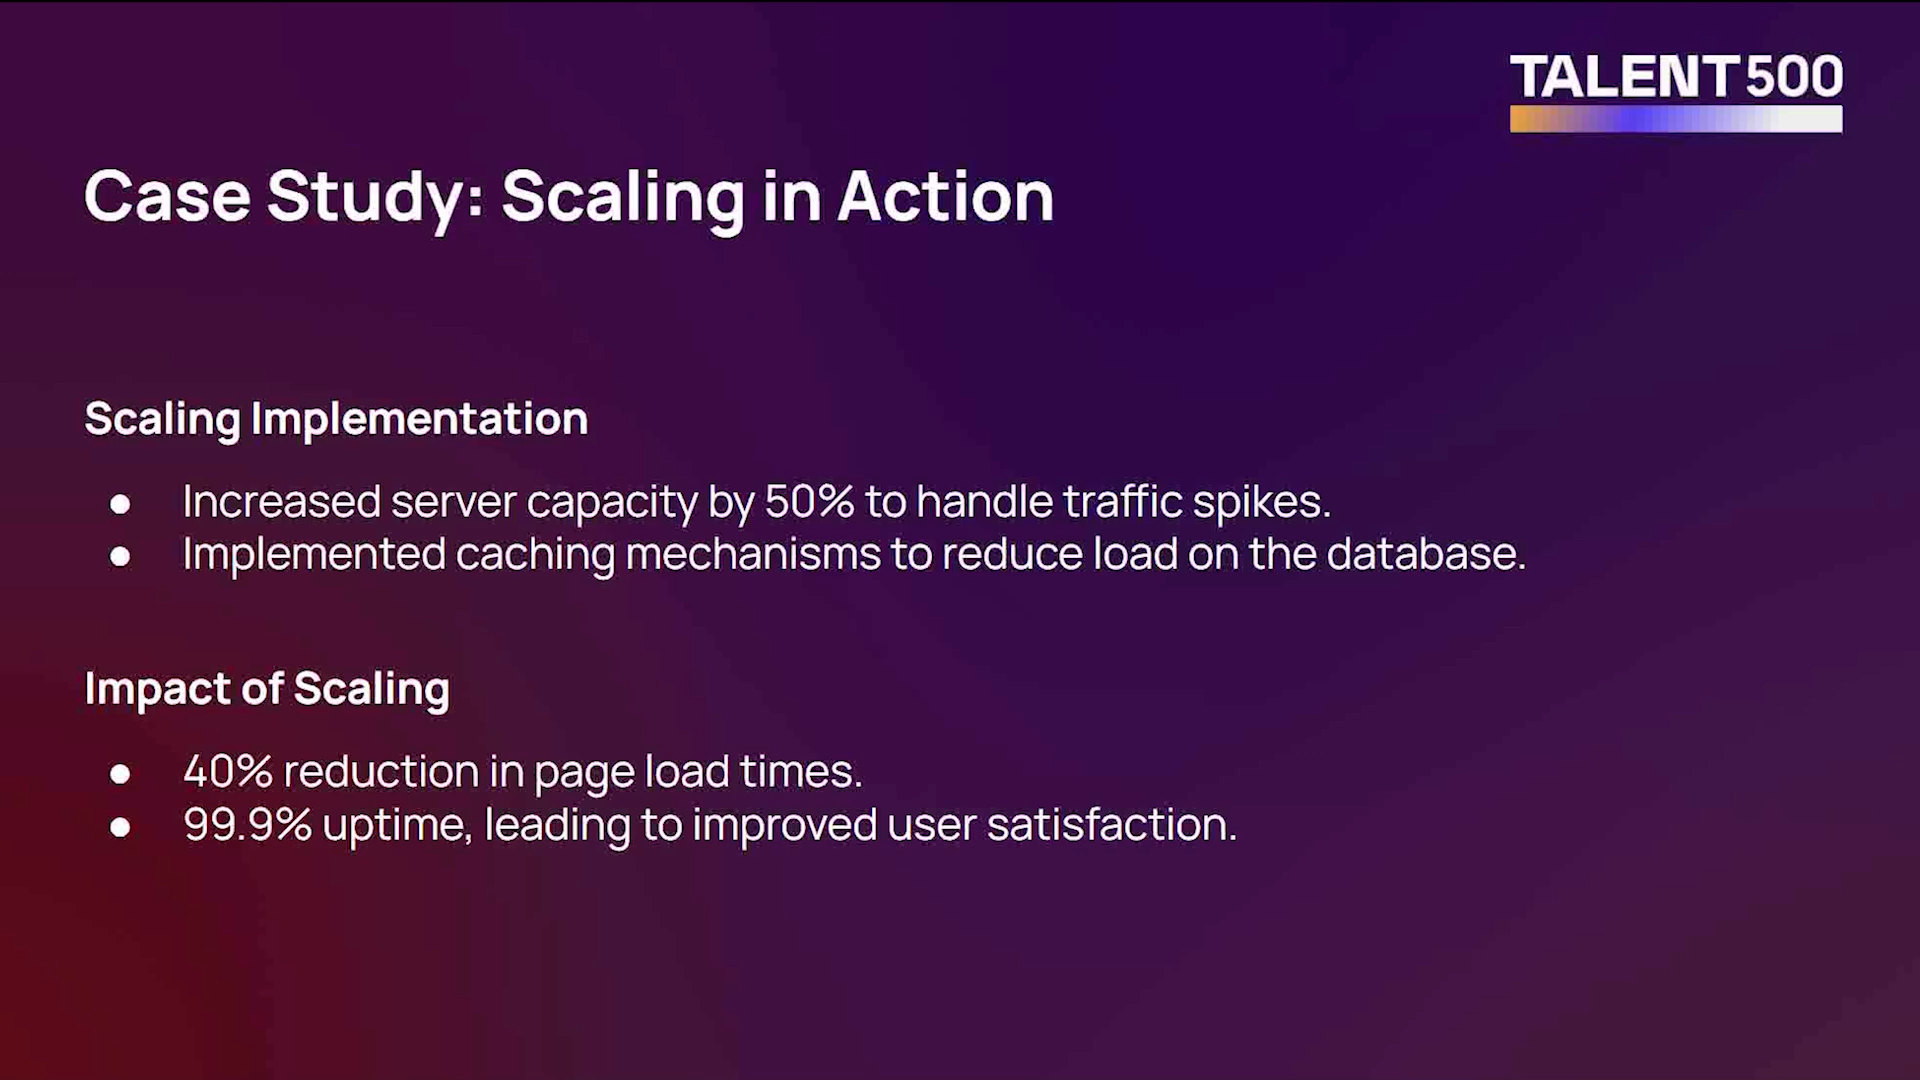 TALENT500
Case Study: Scaling in Action
Scaling Implementation
● Increased server capacity by 50% to handle traffic spikes.
● Implemented caching mechanisms to reduce load on the database.
Impact of Scaling
● 40% reduction in page load times.
● 99.9% uptime, leading to improved user satisfaction.